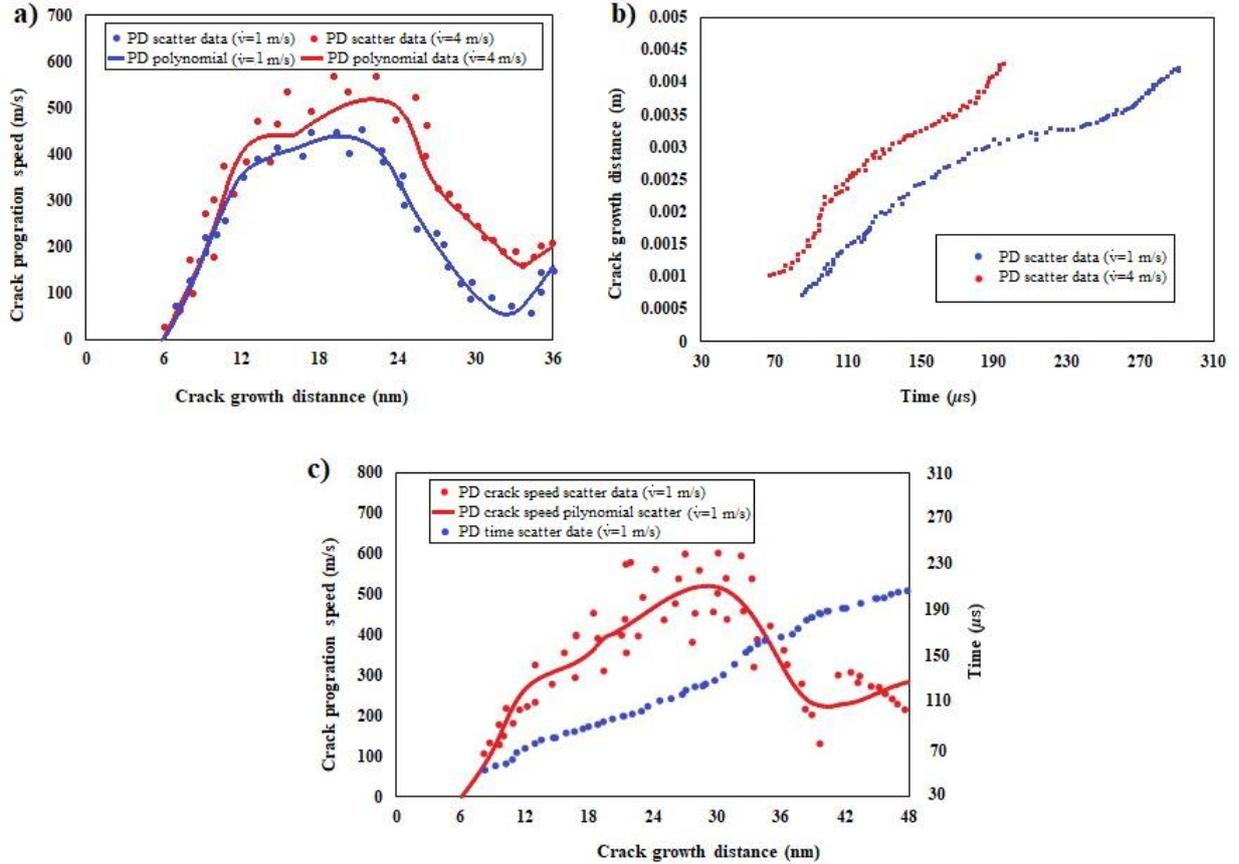 a)
700
600
500
400
300
200
100
0
Crack progration speed (m/s)
PD scatter data (v̇=1 m/s) PD scatter data (v̇=4 m/s)
PD polynomial (v̇=1 m/s) PD polynomial data (v̇=4 m/s)
0 6 12 18 24 30 36
Crack growth distannce (nm)
b)
0.005
0.0045
0.004
0.0035
0.003
0.0025
0.002
0.0015
0.001
0.0005
0
Crack growth distance (m)
PD scatter data (v̇=1 m/s)
PD scatter data (v̇=4 m/s)
30 70 110 150 190 230 270 310
Time (µs)
c)
800
700
600
500
400
300
200
100
0
Crack progration speed (m/s)
PD crack speed scatter data (v̇=1 m/s)
PD crack speed pilynomial scatter (v̇=1 m/s)
PD time scatter date (v̇=1 m/s)
310
270
230
190
150
110
70
30
Time (µs)
0 6 12 18 24 30 36 42 48
Crack growth distance (nm)